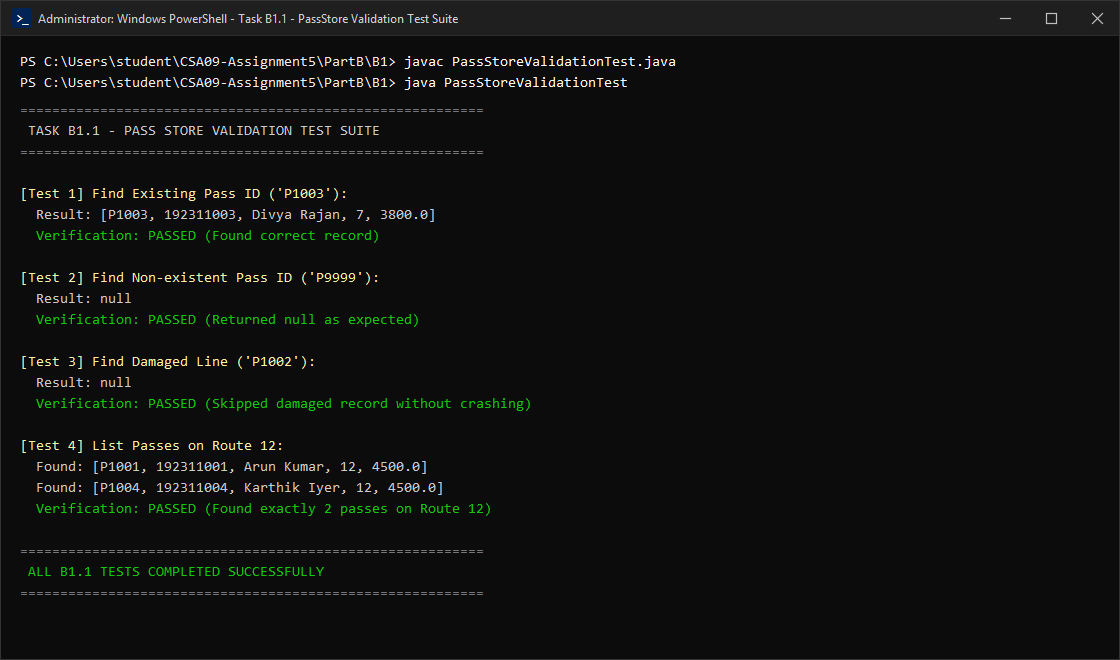 Administrator: Windows PowerShell - Task B1.1 - PassStore Validation Test Suite
PS C:\Users\student\CSA09-Assignment5\PartB\B1> javac PassStoreValidationTest.java
PS C:\Users\student\CSA09-Assignment5\PartB\B1> java PassStoreValidationTest
==========================================================
TASK B1.1 - PASS STORE VALIDATION TEST SUITE
==========================================================
[Test 1] Find Existing Pass ID ('P1003'):
Result: [P1003, 192311003, Divya Rajan, 7, 3800.0]
Verification: PASSED (Found correct record)
[Test 2] Find Non-existent Pass ID ('P9999'):
Result: null
Verification: PASSED (Returned null as expected)
[Test 3] Find Damaged Line ('P1002'):
Result: null
Verification: PASSED (Skipped damaged record without crashing)
[Test 4] List Passes on Route 12:
Found: [P1001, 192311001, Arun Kumar, 12, 4500.0]
Found: [P1004, 192311004, Karthik Iyer, 12, 4500.0]
Verification: PASSED (Found exactly 2 passes on Route 12)
==========================================================
ALL B1.1 TESTS COMPLETED SUCCESSFULLY
==========================================================